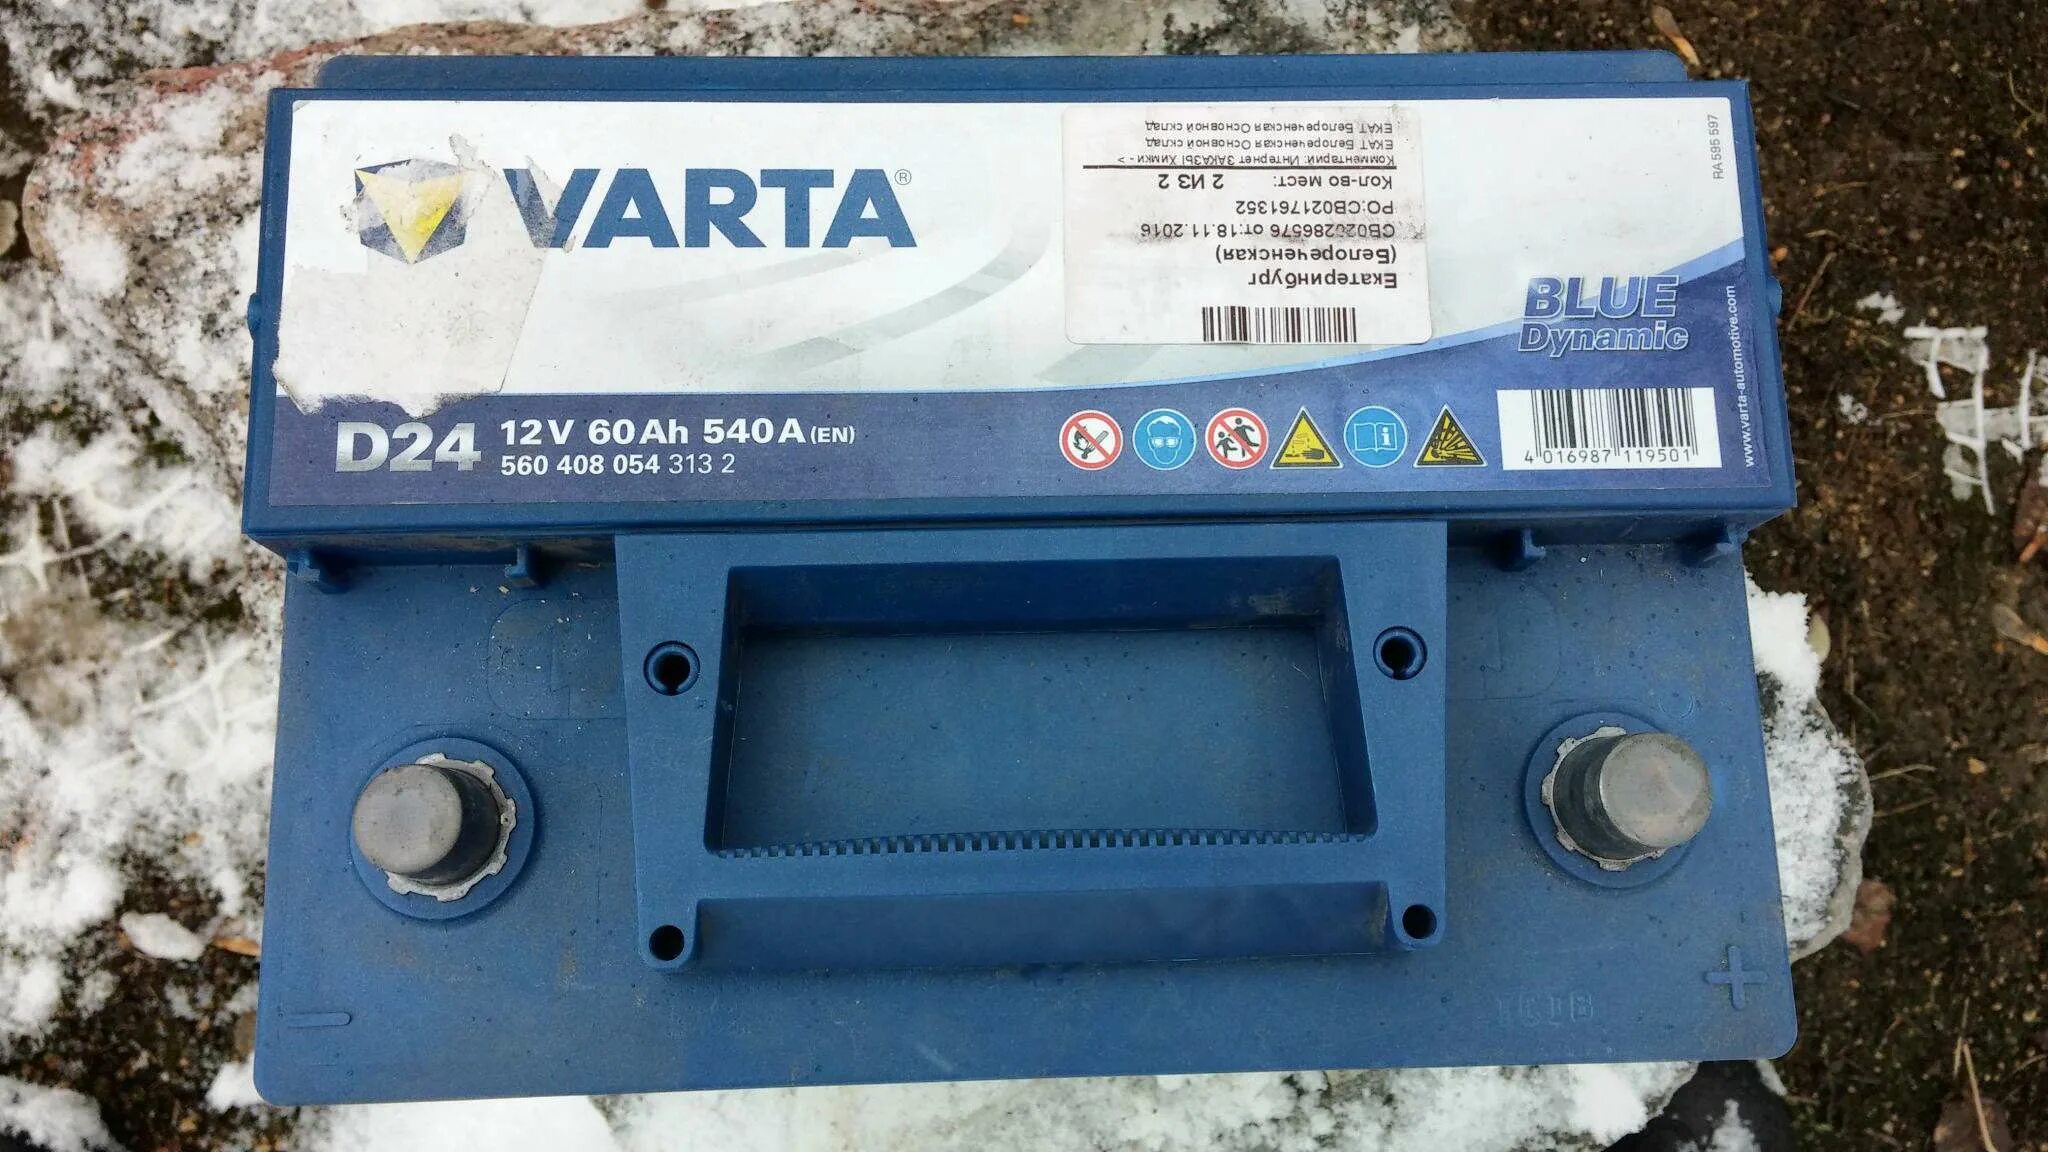 VARTA®
Екатеринбург
(Белореченская)
СВ020286576 от:18.11.2016
РО:СВ021761352
Кол-во мест: 2 ИЗ 2
Комментарий: Интернет ЗАКАЗЫ Химки - >
ЕКАТ Белореченская Основной склад
ЕКАТ Белореченская Основной склад
RA 595 597
BLUE
Dynamic
www.varta-automotive.com
D24 12V 60Ah 540A (EN)
560 408 054 313 2
4 016987 119501
-
+